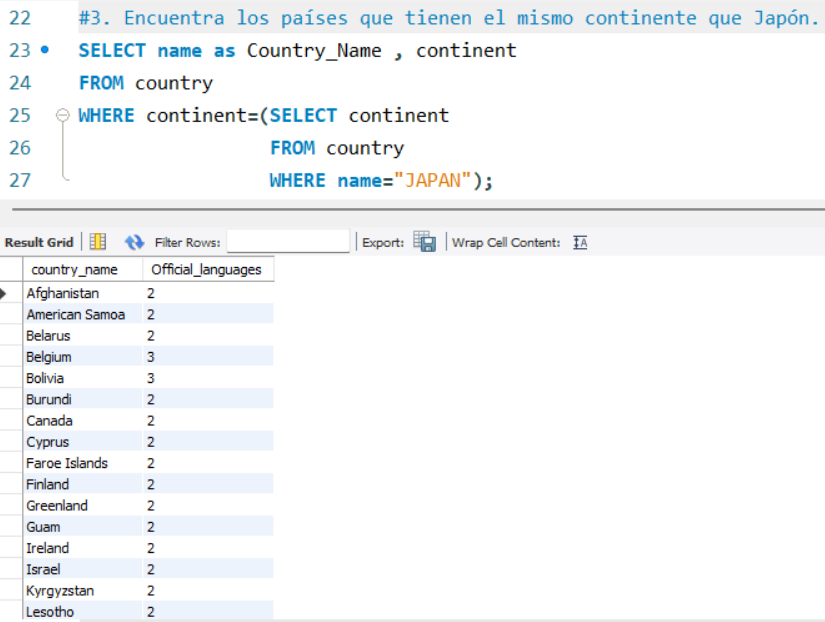 22 #3. Encuentra los países que tienen el mismo continente que Japón.
23 SELECT name as Country_Name , continent
24 FROM country
25 WHERE continent=(SELECT continent
26 FROM country
27 WHERE name="JAPAN");
Result Grid Filter Rows: Export: Wrap Cell Content: IA
country_name Official_languages
Afghanistan 2
American Samoa 2
Belarus 2
Belgium 3
Bolivia 3
Burundi 2
Canada 2
Cyprus 2
Faroe Islands 2
Finland 2
Greenland 2
Guam 2
Ireland 2
Israel 2
Kyrgyzstan 2
Lesotho 2